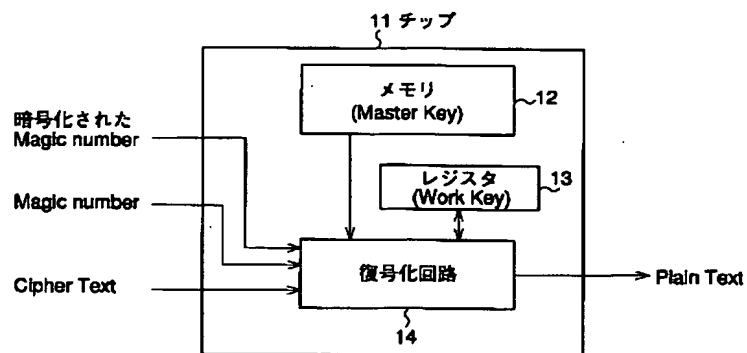 11 チップ
メモリ
(Master Key)
12
暗号化された
Magic number
レジスタ
(Work Key)
13
Magic number
復号化回路
Cipher Text
Plain Text
14